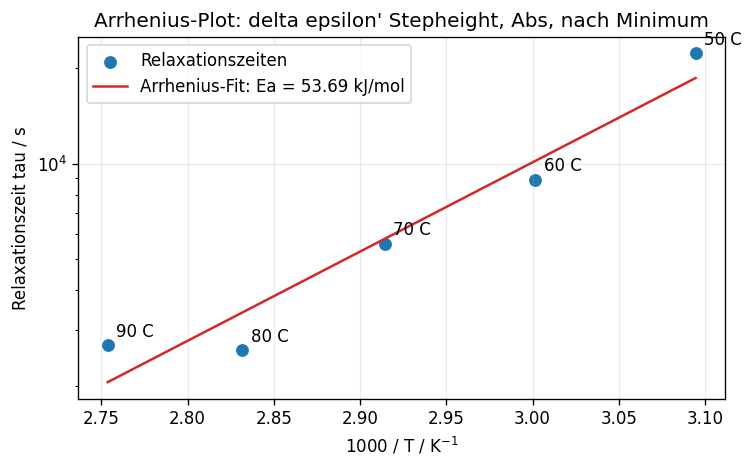 Arrhenius-Plot: delta epsilon' Stepheight, Abs, nach Minimum
Relaxationszeiten
Arrhenius-Fit: Ea = 53.69 kJ/mol
50 C
60 C
70 C
80 C
90 C
10⁴
Relaxationszeit tau / s
2.75 2.80 2.85 2.90 2.95 3.00 3.05 3.10
1000 / T / K⁻¹